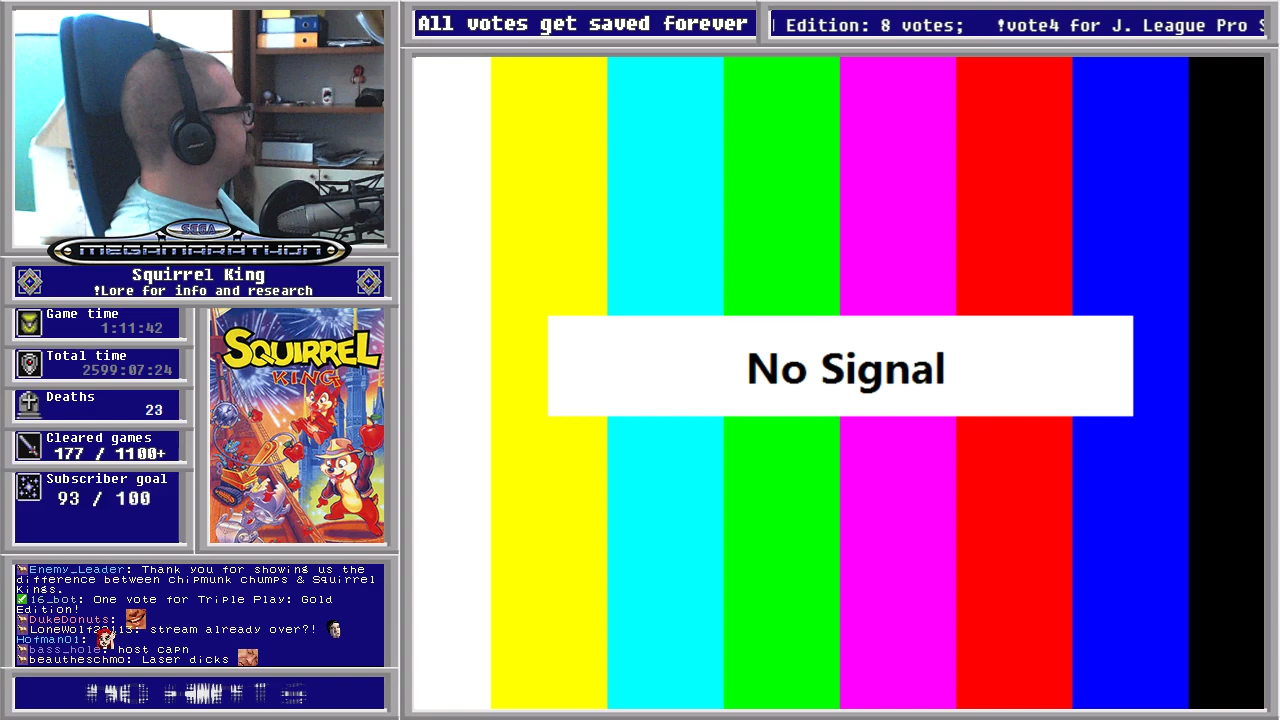 All votes get saved forever
Edition: 8 votes;    !vote4 for J. League Pro S
SEGA
MEGAMARATHON
Squirrel King
!Lore for info and research
Game time
1:11:42
Total time
2599:07:24
Deaths
23
Cleared games
177 / 1100+
Subscriber goal
93 / 100
SQUIRREL
KING
No Signal
Enemy_Leader: Thank you for showing us the
difference between chipmunk chumps & Squirrel
Kings.
16_bot: One vote for Triple Play: Gold
Edition!
DukeDonuts:
stream already over?!
Hofman01:
bass_hole: host capn
beautheschmo: Laser dicks